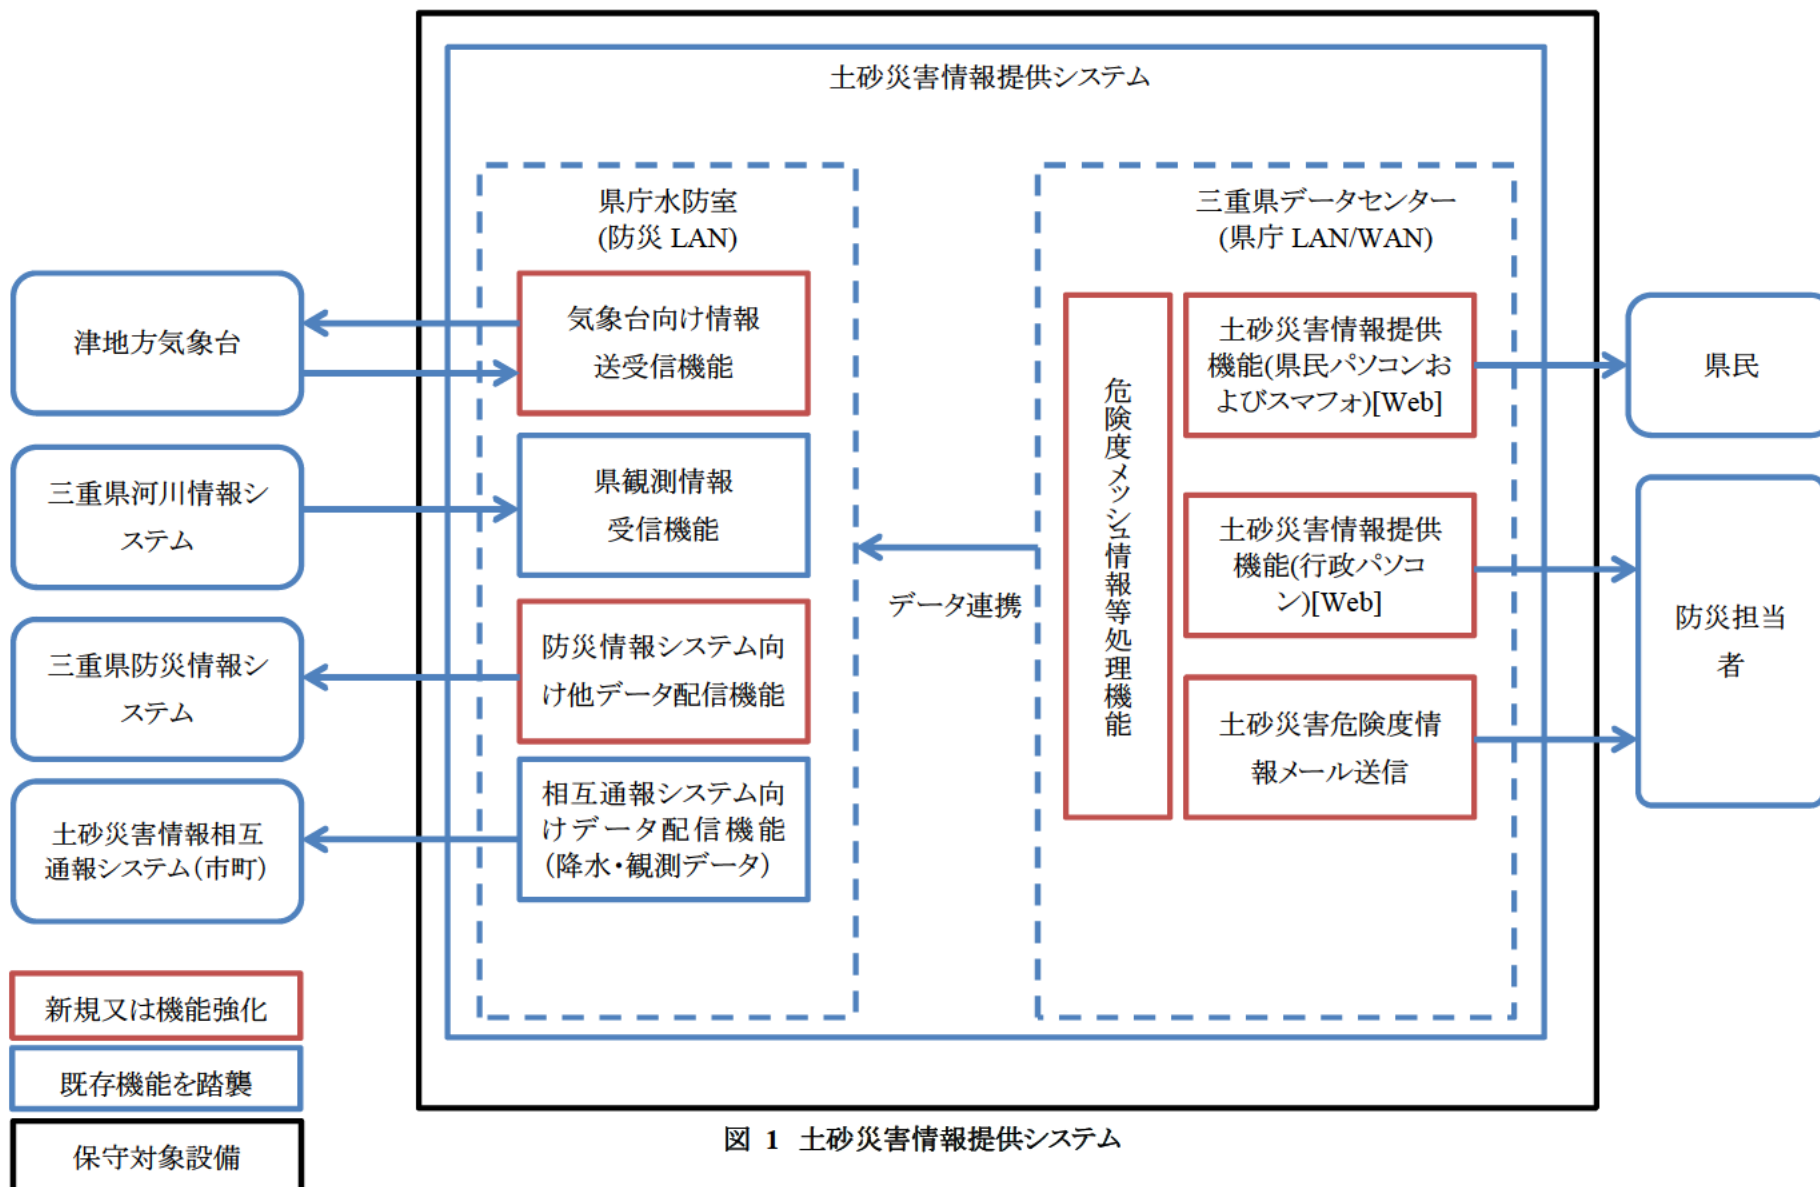 土砂災害情報提供システム
県庁水防室
(防災 LAN)
三重県データセンター
(県庁 LAN/WAN)
津地方気象台
三重県河川情報シ
ステム
三重県防災情報シ
ステム
土砂災害情報相互
通報システム(市町)
気象台向け情報
送受信機能
県観測情報
受信機能
防災情報システム向
け他データ配信機能
相互通報システム向
けデータ配信機能
(降水・観測データ)
データ連携
危険度メッシュ情報等処理機能
土砂災害情報提供
機能(県民パソコンお
よびスマフォ)[Web]
土砂災害情報提供
機能(行政パソコ
ン)[Web]
土砂災害危険度情
報メール送信
県民
防災担当
者
新規又は機能強化
既存機能を踏襲
保守対象設備
図 1 土砂災害情報提供システム